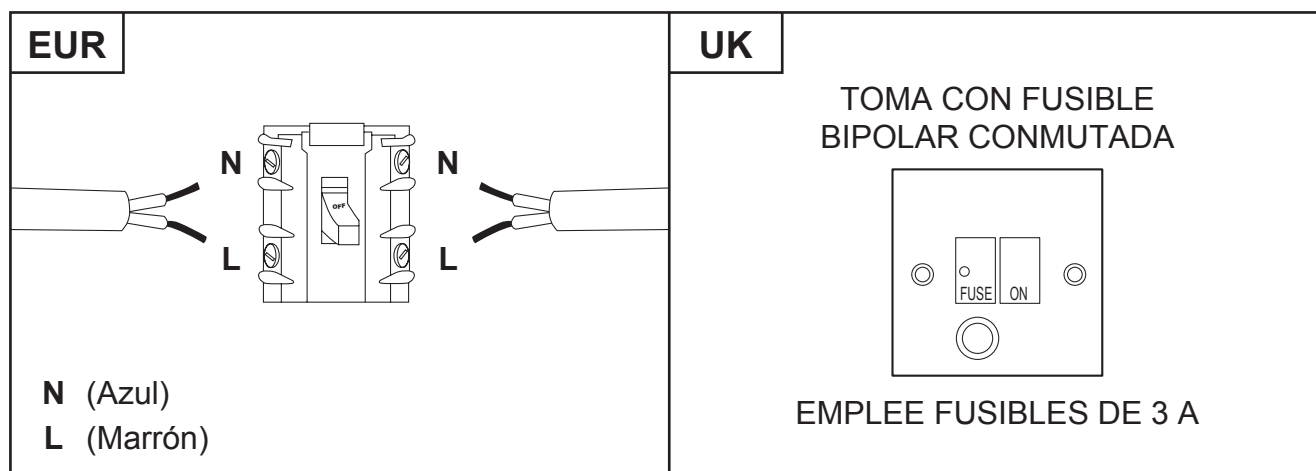 EUR
N
N
OFF
L
L
N (Azul)
L (Marrón)
UK
TOMA CON FUSIBLE
BIPOLAR CONMUTADA
FUSE ON
EMPLEE FUSIBLES DE 3 A